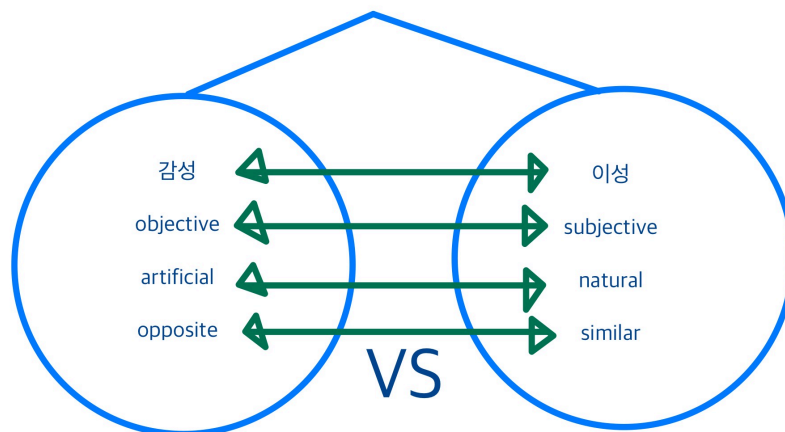 감성 이성
objective subjective
artificial natural
opposite similar
VS